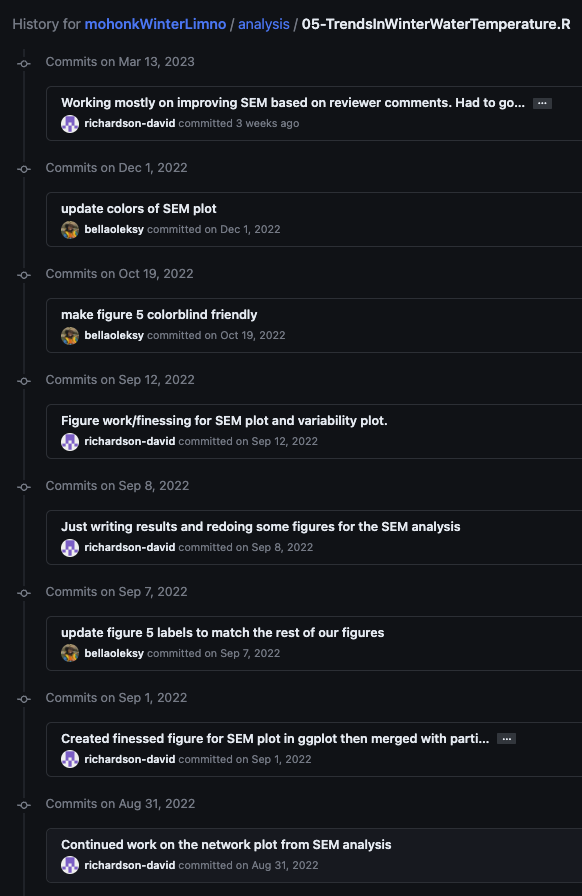 History for mohonkWinterLimno / analysis / 05-TrendsInWinterWaterTemperature.R
Commits on Mar 13, 2023
Working mostly on improving SEM based on reviewer comments. Had to go... ...
richardson-david committed 3 weeks ago
Commits on Dec 1, 2022
update colors of SEM plot
bellaoleksy committed on Dec 1, 2022
Commits on Oct 19, 2022
make figure 5 colorblind friendly
bellaoleksy committed on Oct 19, 2022
Commits on Sep 12, 2022
Figure work/finessing for SEM plot and variability plot.
richardson-david committed on Sep 12, 2022
Commits on Sep 8, 2022
Just writing results and redoing some figures for the SEM analysis
richardson-david committed on Sep 8, 2022
Commits on Sep 7, 2022
update figure 5 labels to match the rest of our figures
bellaoleksy committed on Sep 7, 2022
Commits on Sep 1, 2022
Created finessed figure for SEM plot in ggplot then merged with parti... ...
richardson-david committed on Sep 1, 2022
Commits on Aug 31, 2022
Continued work on the network plot from SEM analysis
richardson-david committed on Aug 31, 2022